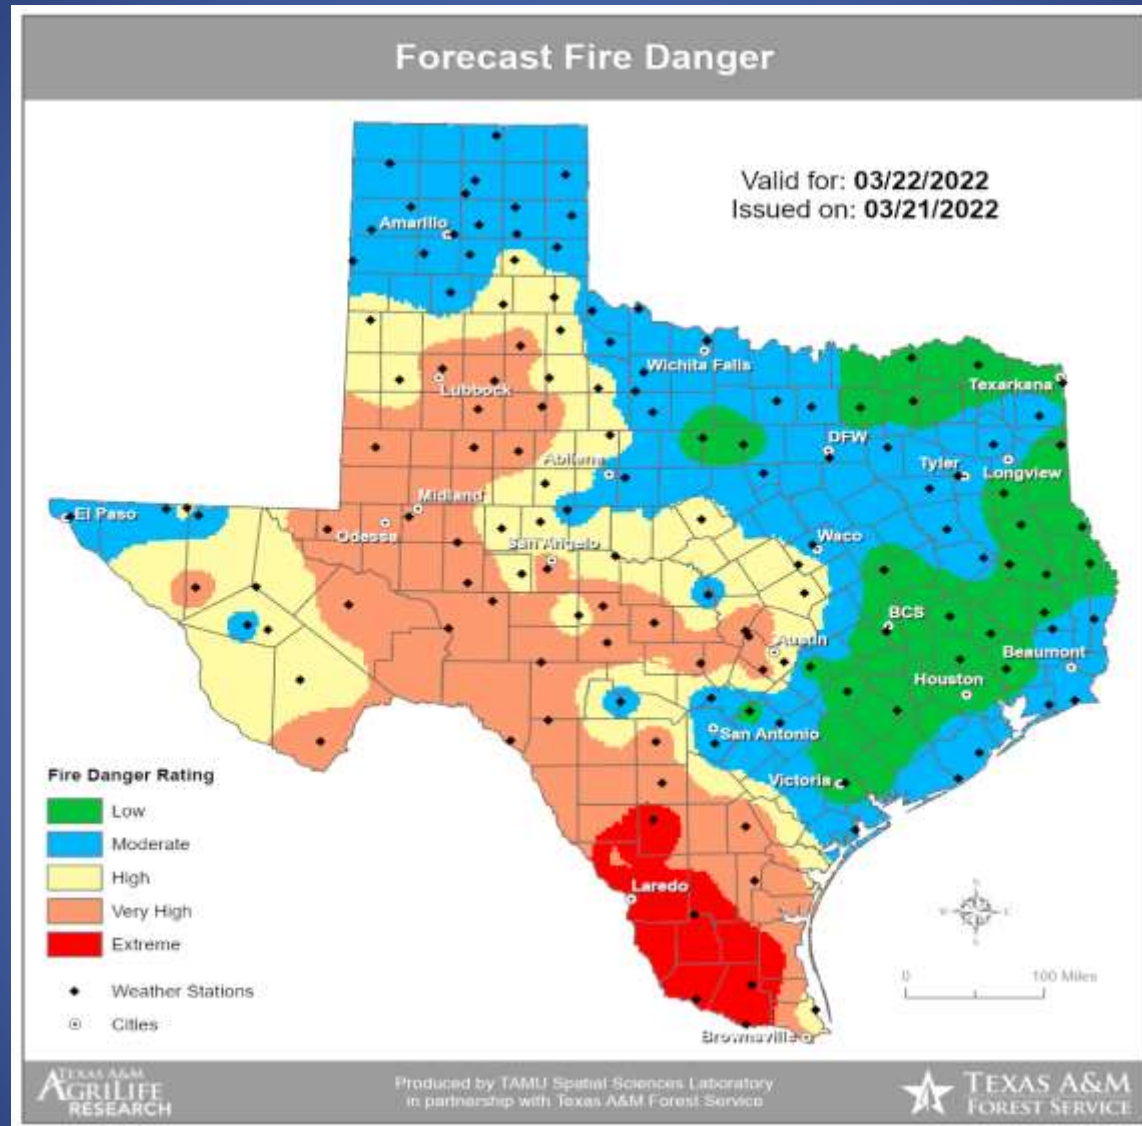 Forecast Fire Danger
Valid for: 03/22/2022
Issued on: 03/21/2022
Amarillo
Wichita Falls
Lubbock
Texarkana
DFW
Abilene
Tyler
Longview
Midland
El Paso
Odessa
San Angelo
Waco
BCS
Austin
Beaumont
Houston
San Antonio
Victoria
Laredo
Brownsville
Fire Danger Rating
Low
Moderate
High
Very High
Extreme
Weather Stations
Cities
0 100 Miles
TEXAS A&M
AGRILIFE
RESEARCH
Produced by TAMU Spatial Sciences Laboratory
in partnership with Texas A&M Forest Service
TEXAS A&M
FOREST SERVICE